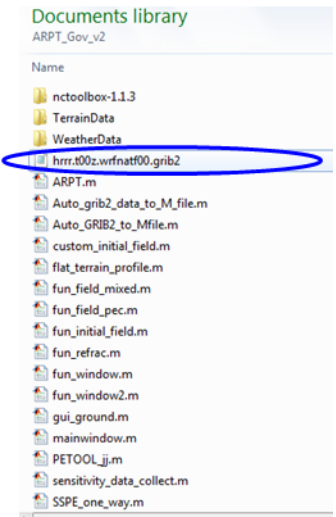 Documents library
ARPT_Gov_v2
Name
nctoolbox-1.1.3
TerrainData
WeatherData
hrrr.t00z.wrfnatf00.grib2
ARPT.m
Auto_grib2_data_to_M_file.m
Auto_GRIB2_to_Mfile.m
custom_initial_field.m
flat_terrain_profile.m
fun_field_mixed.m
fun_field_pec.m
fun_initial_field.m
fun_refrac.m
fun_window.m
fun_window2.m
gui_ground.m
mainwindow.m
PETOOL_jj.m
sensitivity_data_collect.m
SSPE_one_way.m